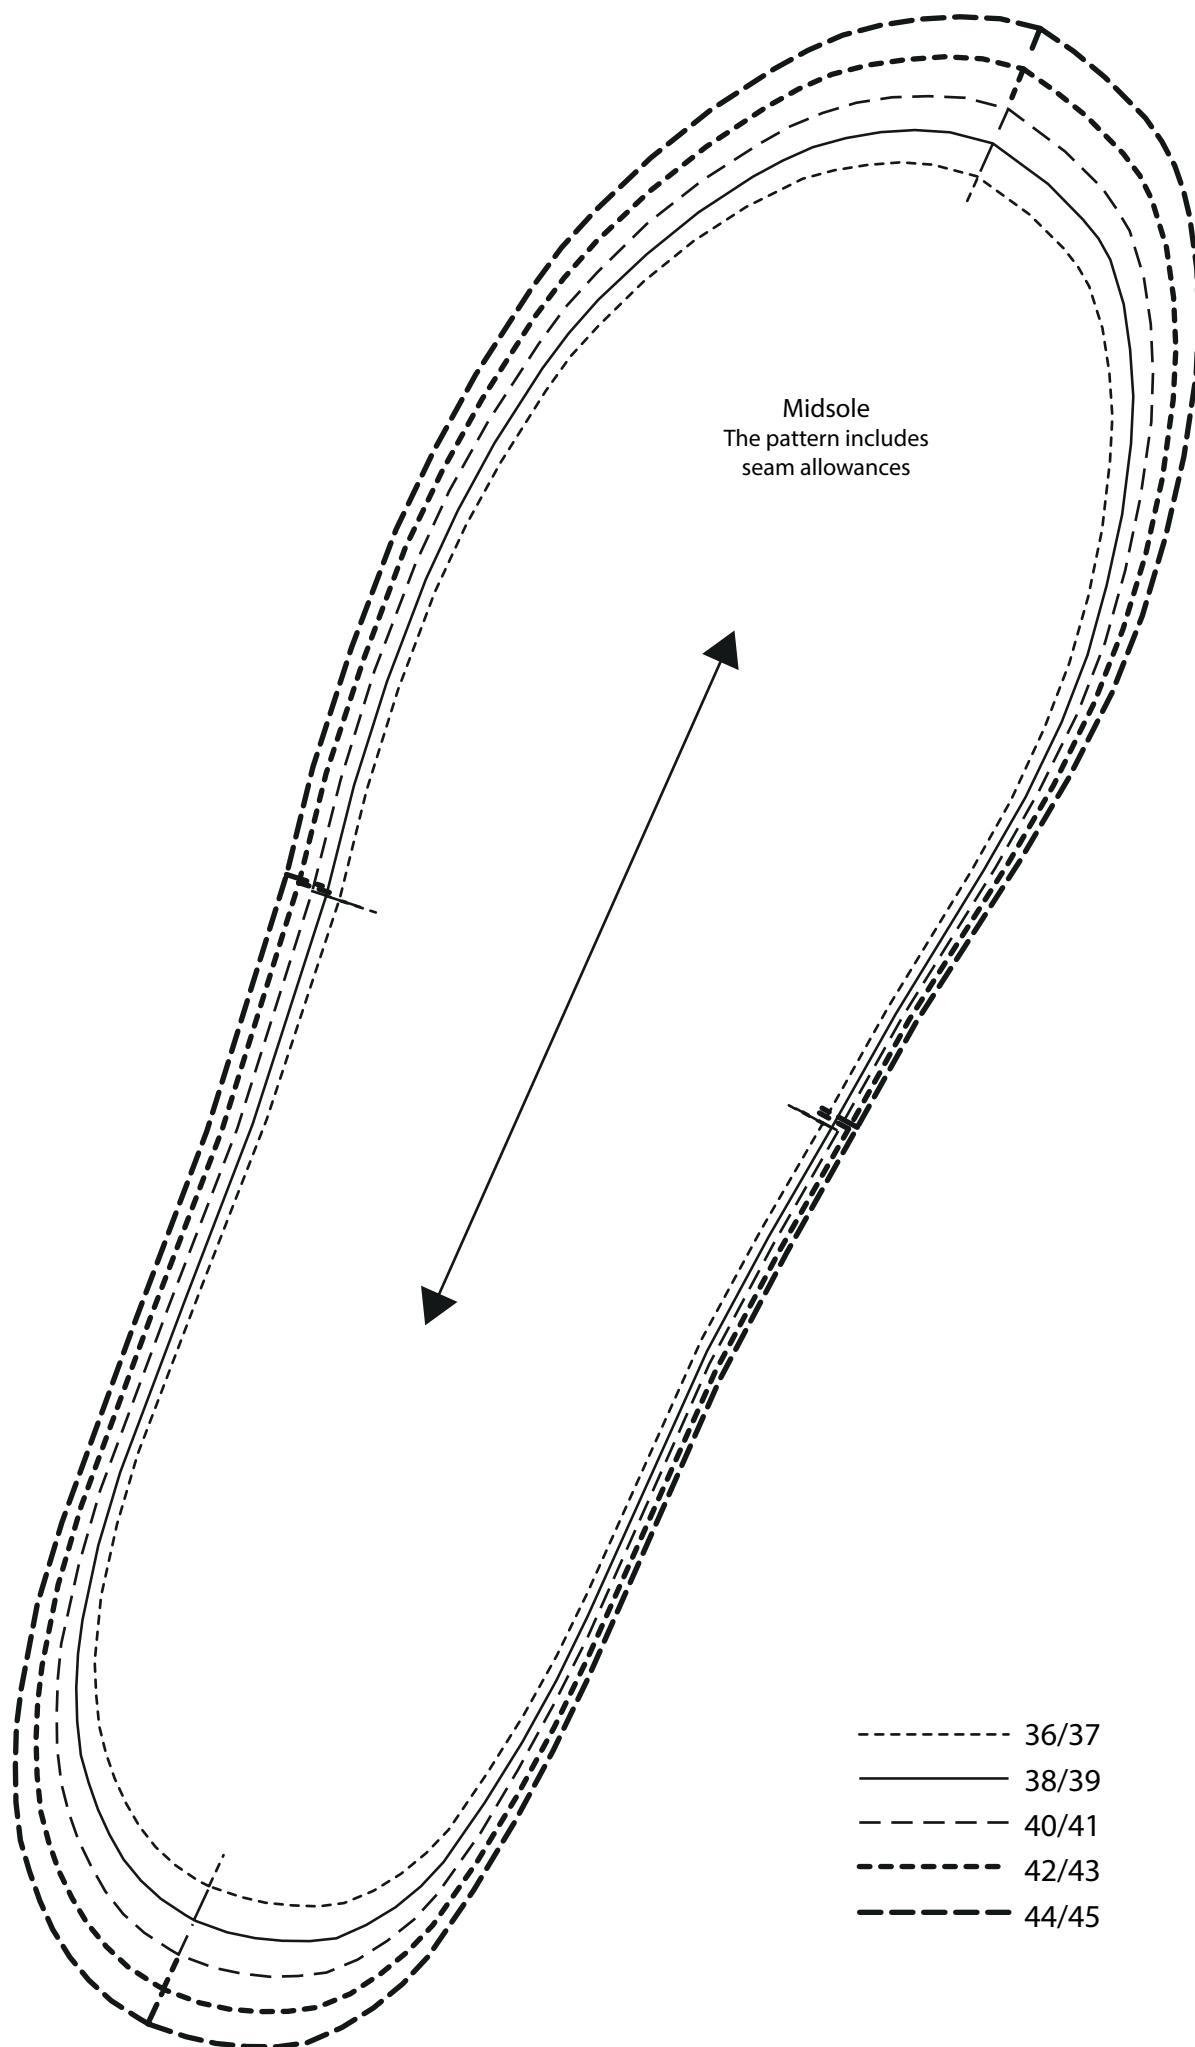 Midsole
The pattern includes
seam allowances
36/37
38/39
40/41
42/43
44/45